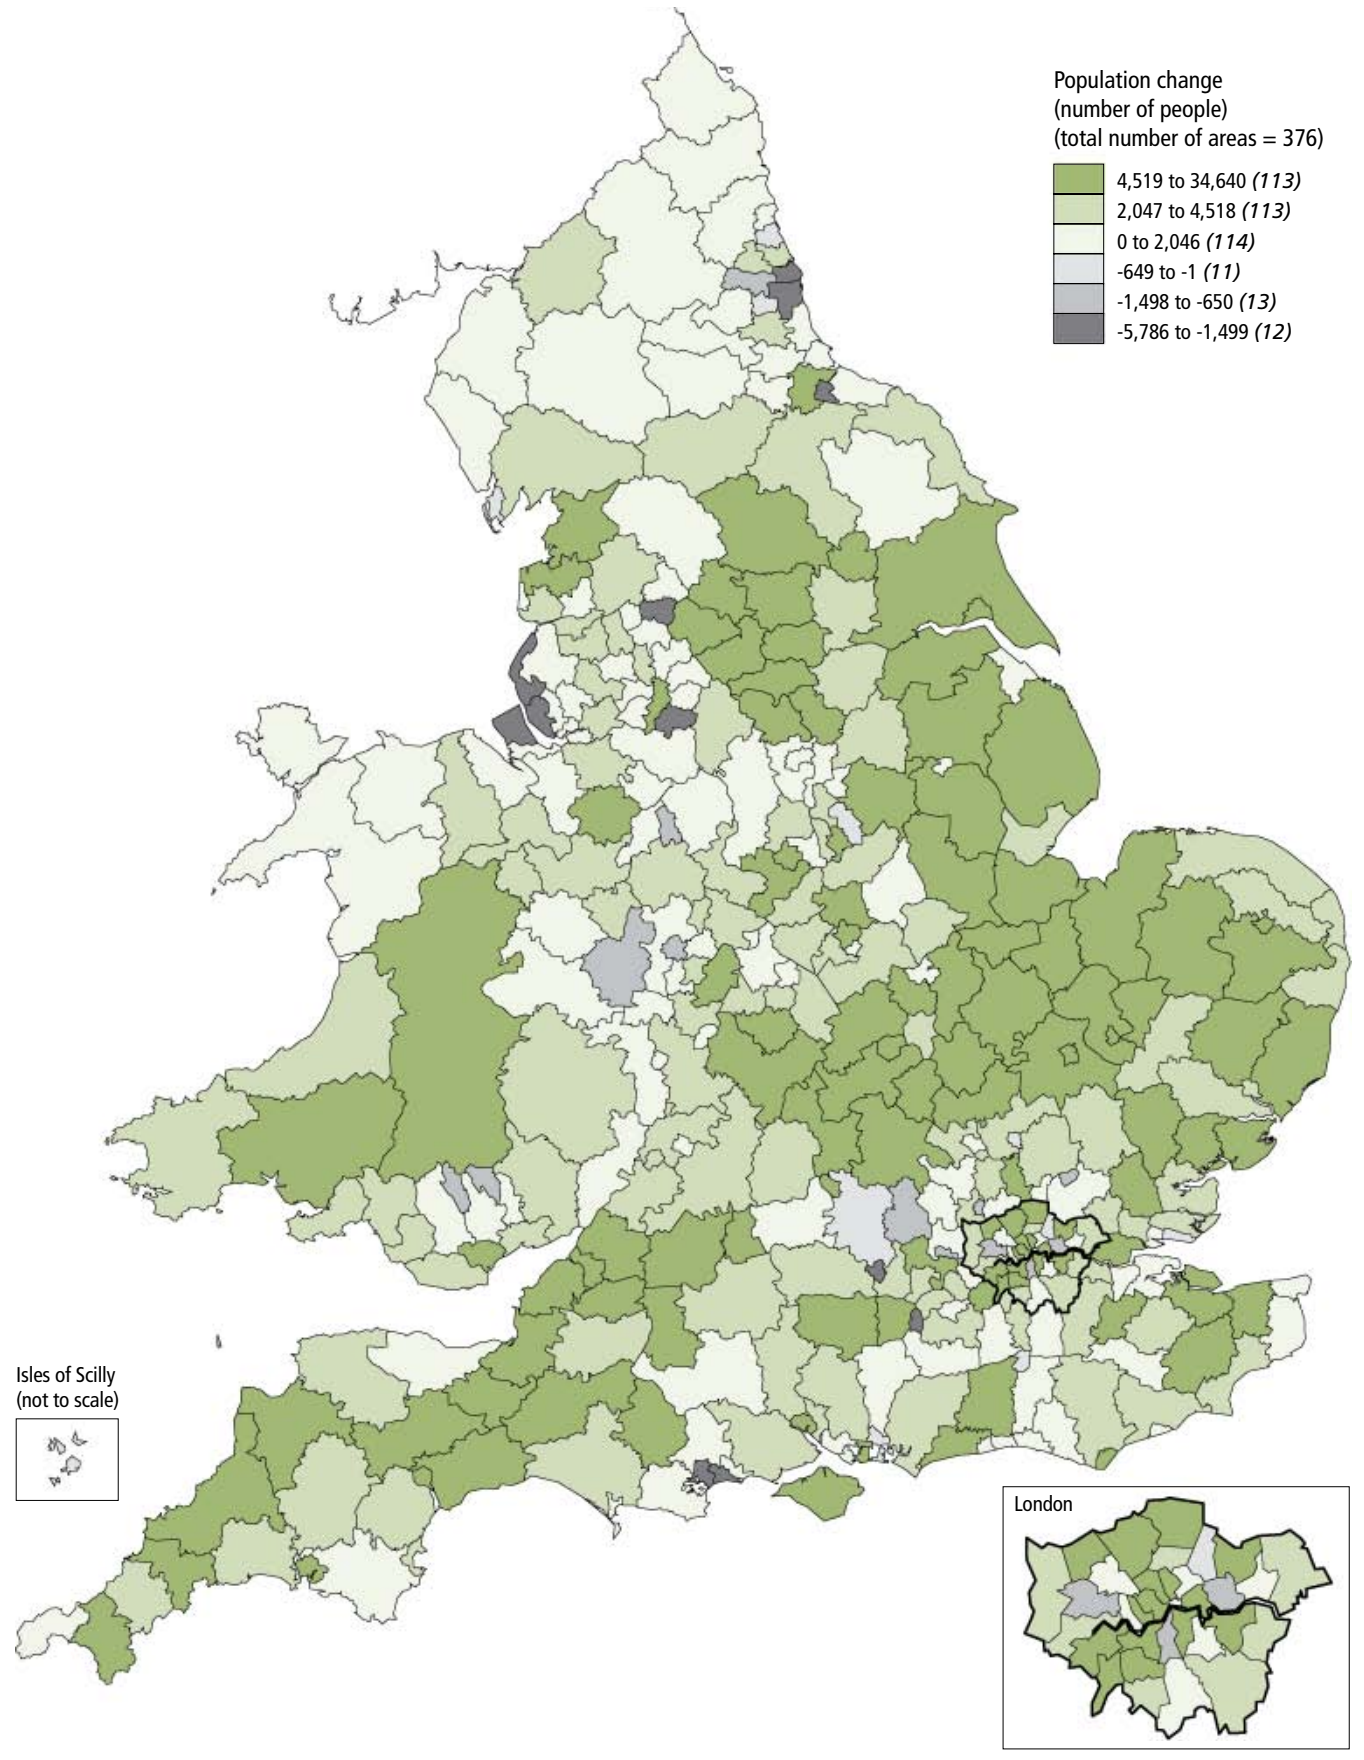 Population change
(number of people)
(total number of areas = 376)
4,519 to 34,640 (113)
2,047 to 4,518 (113)
0 to 2,046 (114)
-649 to -1 (11)
-1,498 to -650 (13)
-5,786 to -1,499 (12)
Isles of Scilly
(not to scale)
London